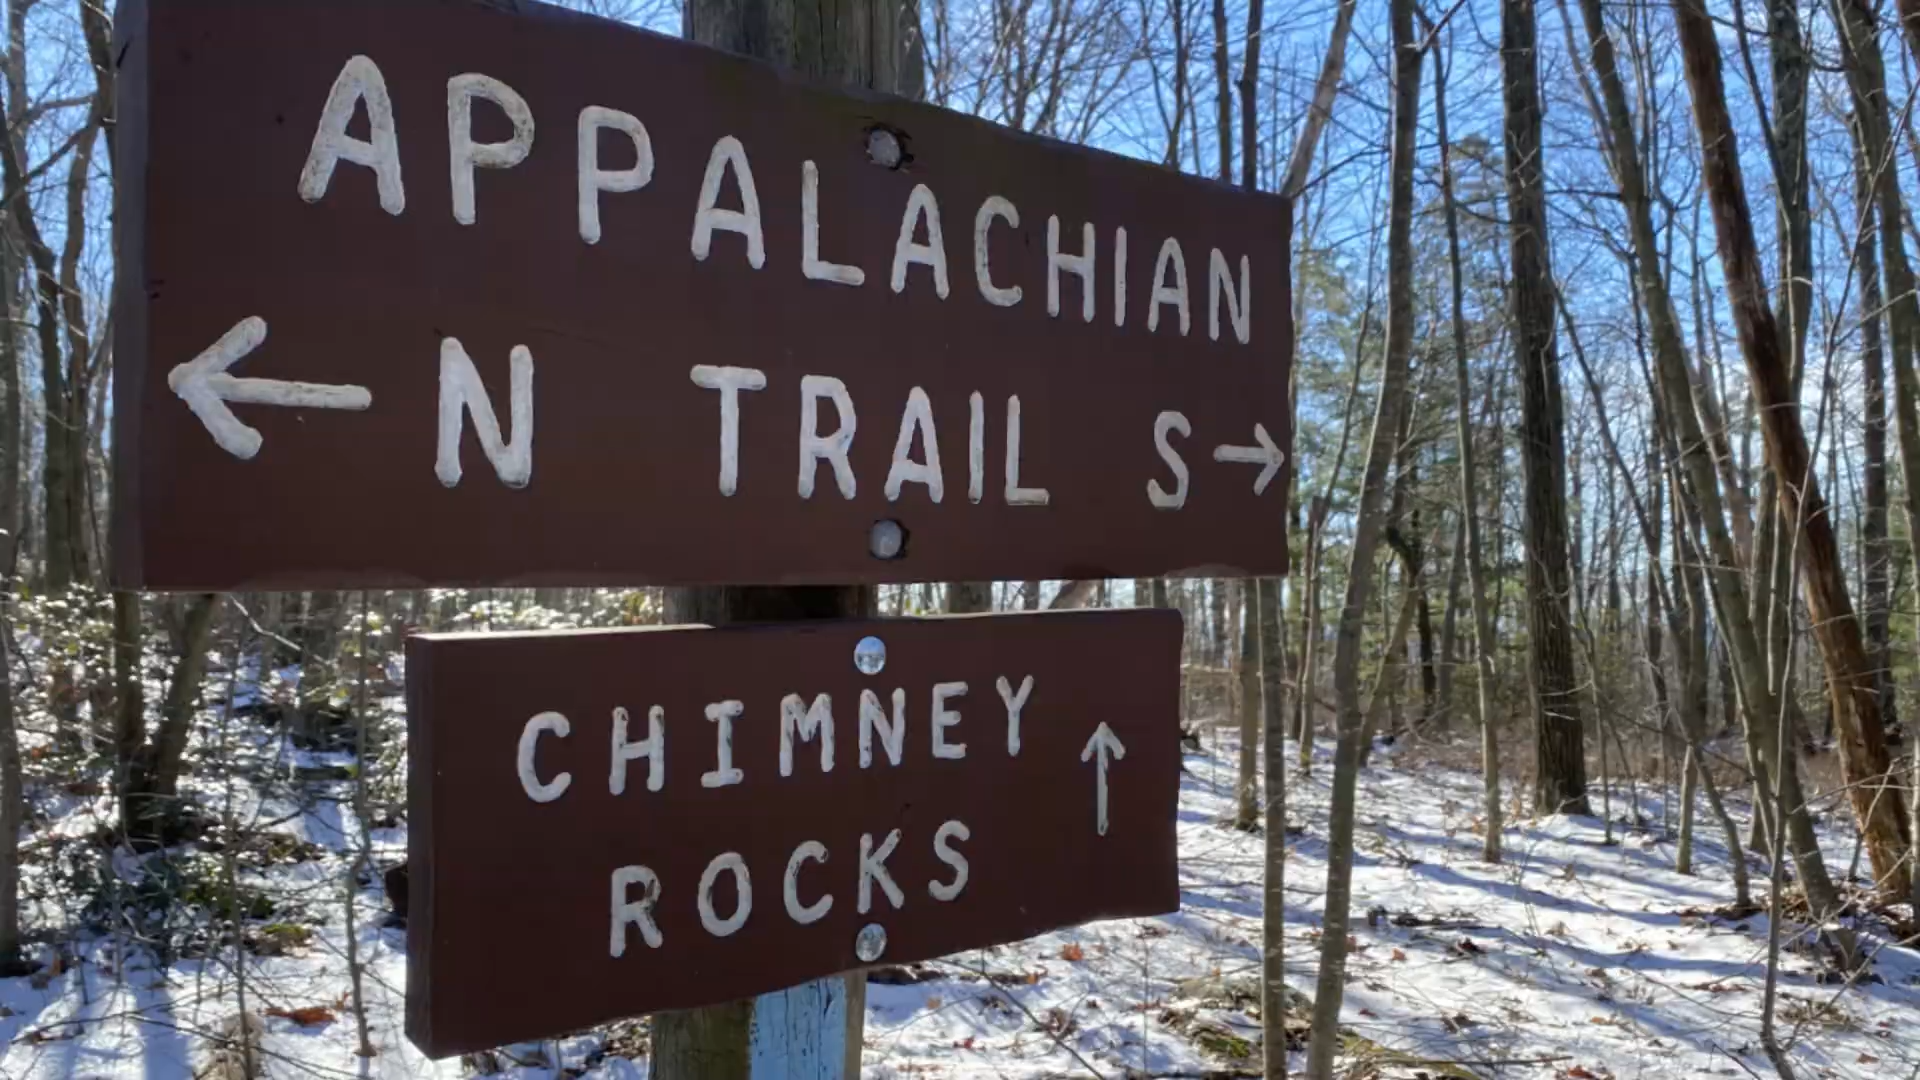 APPALACHIAN
← N TRAIL S →
CHIMNEY ↑
ROCKS